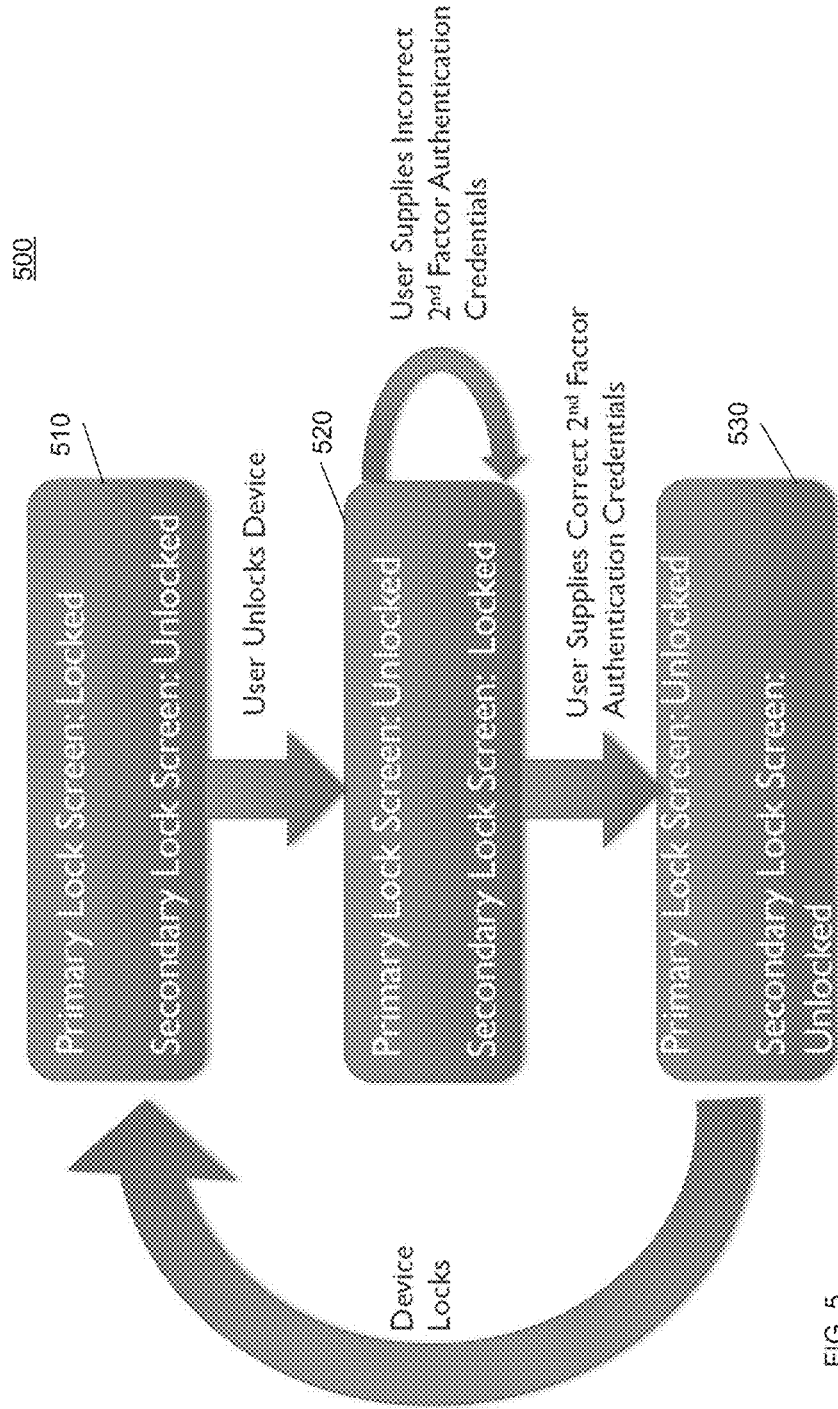 500
510
Primary Lock Screen: Locked
Secondary Lock Screen: Unlocked
User Unlocks Device
520
Primary Lock Screen: Unlocked
Secondary Lock Screen: Locked
User Supplies Incorrect
2nd Factor Authentication
Credentials
User Supplies Correct 2nd Factor
Authentication Credentials
530
Primary Lock Screen: Unlocked
Secondary Lock Screen:
Unlocked
Device
Locks
FIG. 5